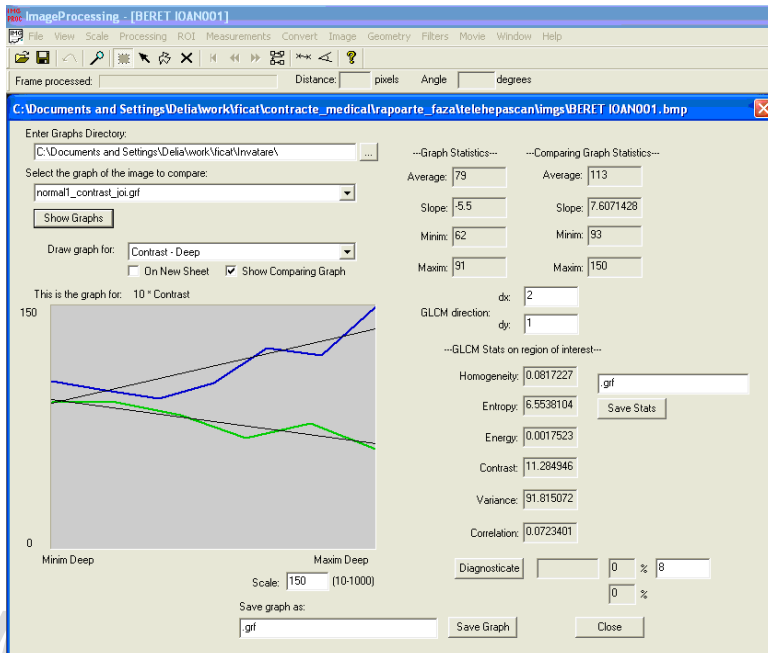 ImageProcessing - [BERET IOAN001]
File View Scale Processing ROI Measurements Convert Image Geometry Filters Movie Window Help
Frame processed: Distance: pixels Angle degrees
C:\Documents and Settings\Delia\work\ficat\contracte_medical\rapoarte_faza\telehepascan\imgs\BERET IOAN001.bmp
Enter Graphs Directory:
C:\Documents and Settings\Delia\work\ficat\Invatare\ ...
Select the graph of the image to compare:
normal1_contrast_joi.grf
Show Graphs
Draw graph for: Contrast - Deep
On New Sheet Show Comparing Graph
This is the graph for: 10 * Contrast
150
0
Minim Deep Maxim Deep
Scale: 150 (10-1000)
Save graph as:
.grf Save Graph Close
---Graph Statistics--- ---Comparing Graph Statistics---
Average: 79 Average: 113
Slope: -5.5 Slope: 7.6071428
Minim: 62 Minim: 93
Maxim: 91 Maxim: 150
dx: 2
GLCM direction:
dy: 1
---GLCM Stats on region of interest---
Homogeneity: 0.0817227 .grf
Entropy: 6.5538104 Save Stats
Energy: 0.0017523
Contrast: 11.284946
Variance: 91.815072
Correlation: 0.0723401
Diagnosticate 0 % 8
0 %